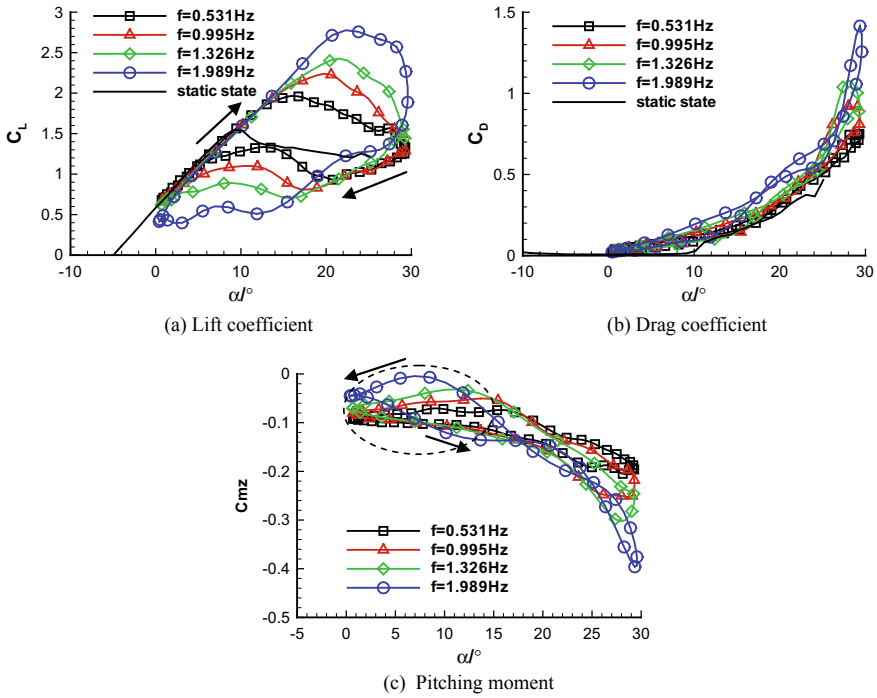 3
2.5
2
1.5
1
0.5
0
-10
0
10
20
30
C_L
α/°
f=0.531Hz
f=0.995Hz
f=1.326Hz
f=1.989Hz
static state
(a) Lift coefficient
1.5
1
0.5
0
-10
0
10
20
30
C_D
α/°
f=0.531Hz
f=0.995Hz
f=1.326Hz
f=1.989Hz
static state
(b) Drag coefficient
0
-0.1
-0.2
-0.3
-0.4
-0.5
-5
0
5
10
15
20
25
30
Cmz
α/°
f=0.531Hz
f=0.995Hz
f=1.326Hz
f=1.989Hz
(c) Pitching moment